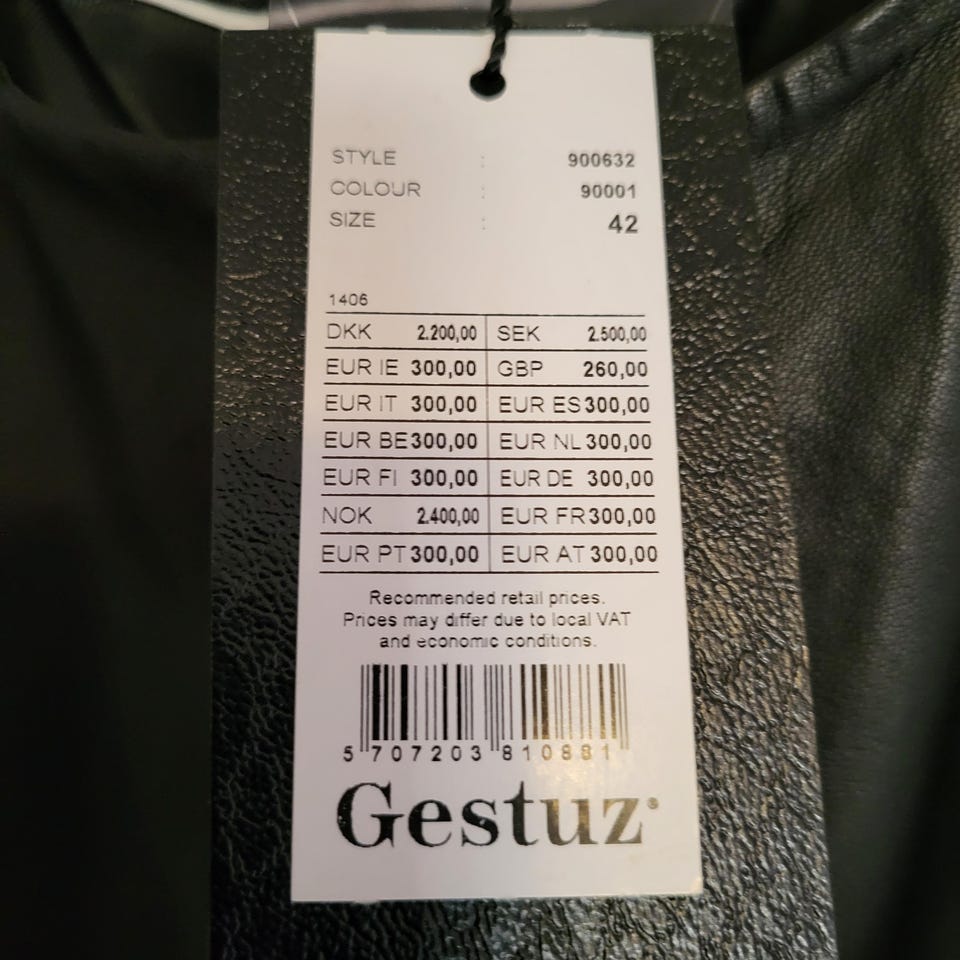 STYLE : 900632
COLOUR : 90001
SIZE : 42
1406
DKK 2.200,00 SEK 2.500,00
EUR IE 300,00 GBP 260,00
EUR IT 300,00 EUR ES 300,00
EUR BE 300,00 EUR NL 300,00
EUR FI 300,00 EUR DE 300,00
NOK 2.400,00 EUR FR 300,00
EUR PT 300,00 EUR AT 300,00
Recommended retail prices.
Prices may differ due to local VAT
and economic conditions.
5 707203 810881
Gestuz®